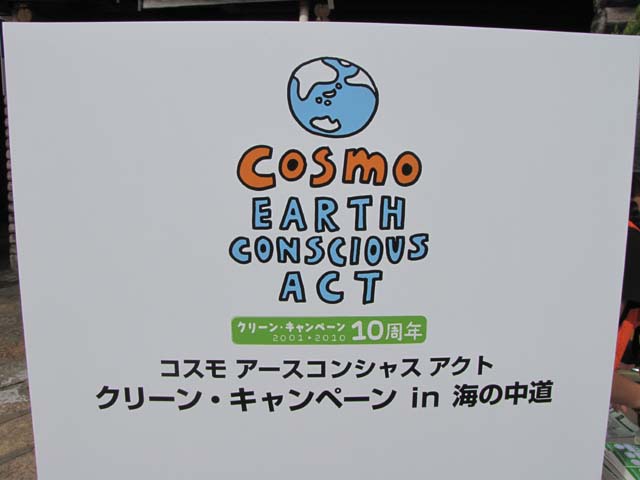 COSMO
EARTH
CONSCIOUS
ACT
クリーン・キャンペーン 10周年
2001・2010
コスモ アースコンシャス アクト
クリーン・キャンペーン in 海の中道